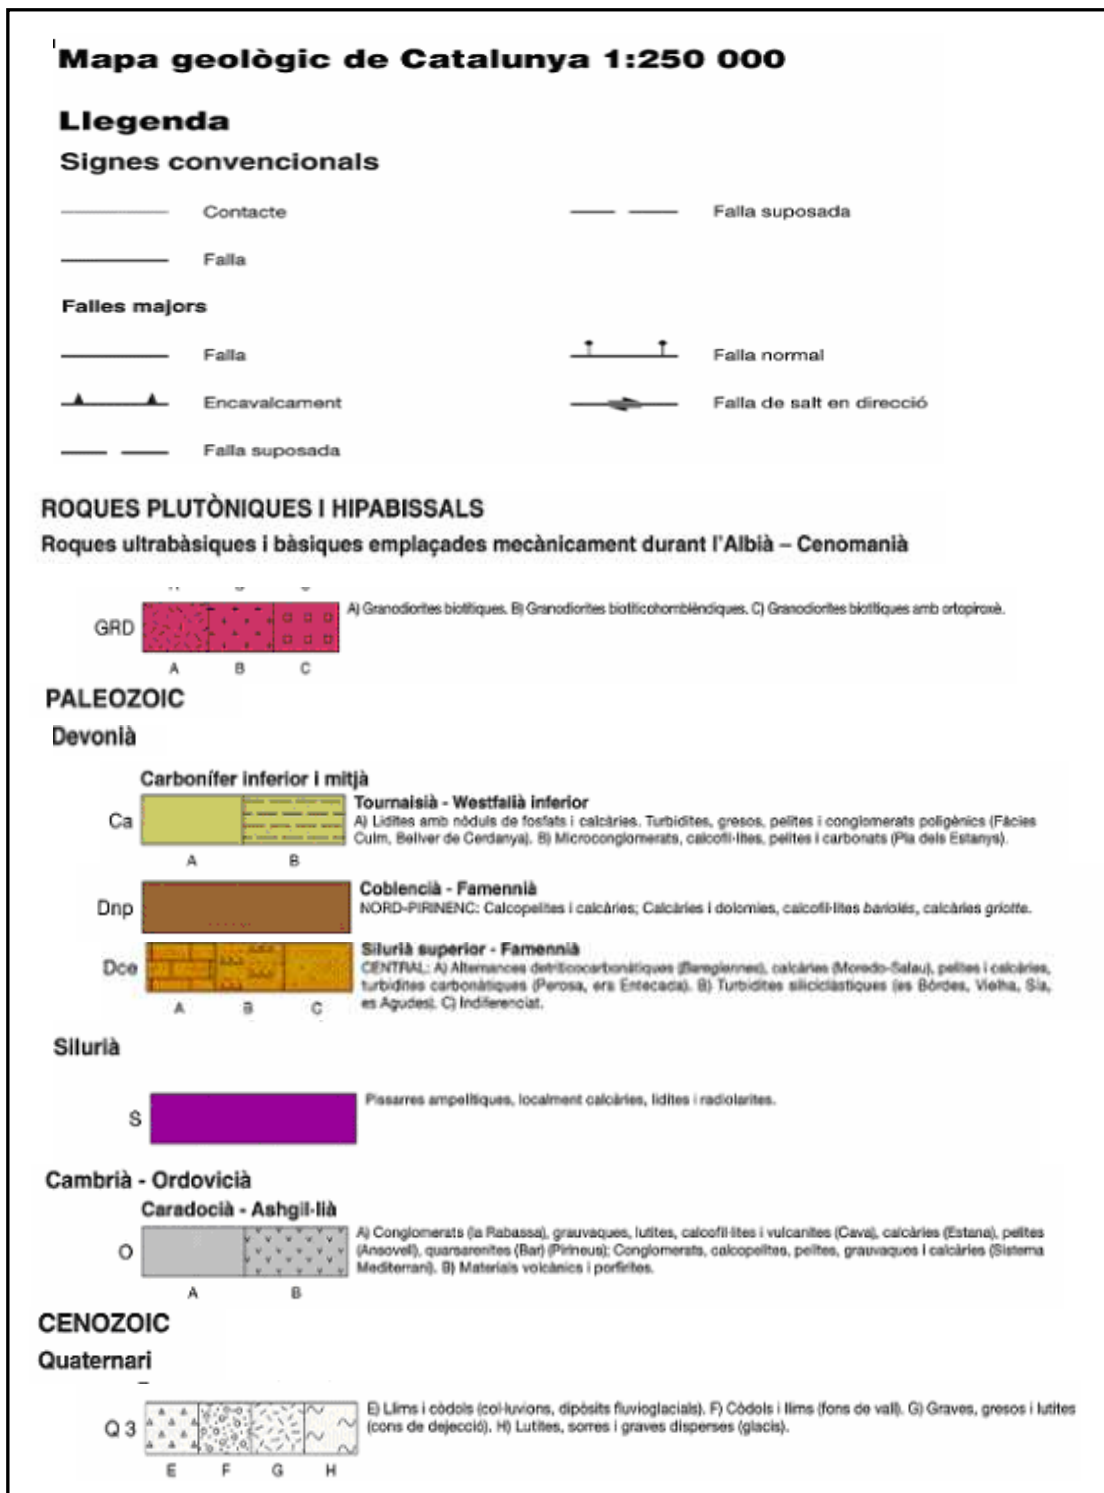 Mapa geològic de Catalunya 1:250 000
Llegenda
Signes convencionals
Contacte
Falla suposada
Falla
Falles majors
Falla
Falla normal
Encavalcament
Falla de salt en direcció
Falla suposada
ROQUES PLUTÒNIQUES I HIPABISSALS
Roques ultrabàsiques i bàsiques emplaçades mecànicament durant l'Albià – Cenomanià
GRD
A) Granodiorites biotítiques. B) Granodiorites biotiticohornblèndiques. C) Granodiorites biotítiques amb ortopiroxè.
A B C
PALEOZOIC
Devonià
Carbonífer inferior i mitjà
Ca
Tournaisià - Westfalià inferior
A) Lidites amb nòduls de fosfats i calcàries. Turbidites, gresos, pelites i conglomerats poligènics (Fàcies
Culm, Bellver de Cerdanya). B) Microconglomerats, calcofil·lites, pelites i carbonats (Pla dels Estanys).
A B
Dnp
Coblencià - Famennià
NORD-PIRINENC: Calcopelites i calcàries; Calcàries i dolomies, calcofil·lites bariolés, calcàries griotte.
Dce
Silurià superior - Famennià
CENTRAL: A) Alternances detriticocarbonàtiques (Baregiennes), calcàries (Moredo-Salau), pelites i calcàries,
turbidites carbonàtiques (Perosa, era Entecada). B) Turbidites siliciclàstiques (es Bòrdes, Vielha, Sia,
es Agudes). C) Indiferenciat.
A B C
Silurià
S
Pissarres ampelítiques, localment calcàries, lidites i radiolarites.
Cambrià - Ordovicià
Caradocià - Ashgil·lià
O
A) Conglomerats (la Rabassa), grauvaques, lutites, calcofil·lites i vulcanites (Cava), calcàries (Estana), pelites
(Ansovell), quarsarenites (Bar) (Pirineus); Conglomerats, calcopelites, pelites, grauvaques i calcàries (Sistema
Mediterrani). B) Materials volcànics i porfirites.
A B
CENOZOIC
Quaternari
Q 3
E) Llims i còdols (col·luvions, dipòsits fluvioglacials). F) Còdols i llims (fons de vall). G) Graves, gresos i lutites
(cons de dejecció). H) Lutites, sorres i graves disperses (glacis).
E F G H